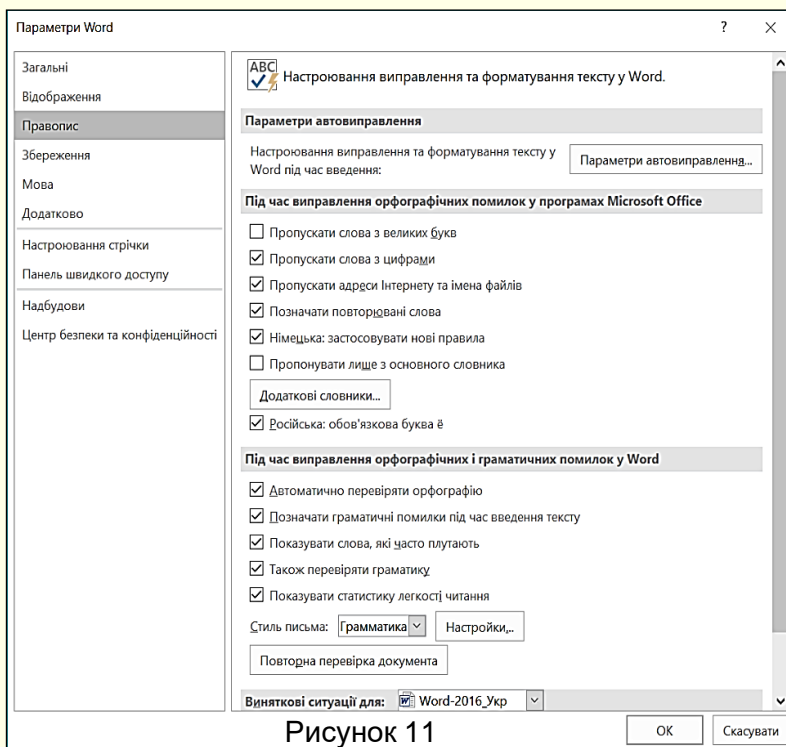 Параметри Word
?
×
Загальні
Відображення
Правопис
Збереження
Мова
Додатково
Настроювання стрічки
Панель швидкого доступу
Надбудови
Центр безпеки та конфіденційності
ABC
Настроювання виправлення та форматування тексту у Word.
Параметри автовиправлення
Настроювання виправлення та форматування тексту у
Word під час введення:
Параметри автовиправлення...
Під час виправлення орфографічних помилок у програмах Microsoft Office
Пропускати слова з великих букв
Пропускати слова з цифрами
Пропускати адреси Інтернету та імена файлів
Позначати повторювані слова
Німецька: застосовувати нові правила
Пропонувати лише з основного словника
Додаткові словники...
Російська: обов'язкова буква ё
Під час виправлення орфографічних і граматичних помилок у Word
Автоматично перевіряти орфографію
Позначати граматичні помилки під час введення тексту
Показувати слова, які часто плутають
Також перевіряти граматику
Показувати статистику легкості читання
Стиль письма: Грамматика Настройки...
Повторна перевірка документа
Виняткові ситуації для: Word-2016_Укр
Рисунок 11
ОК
Скасувати